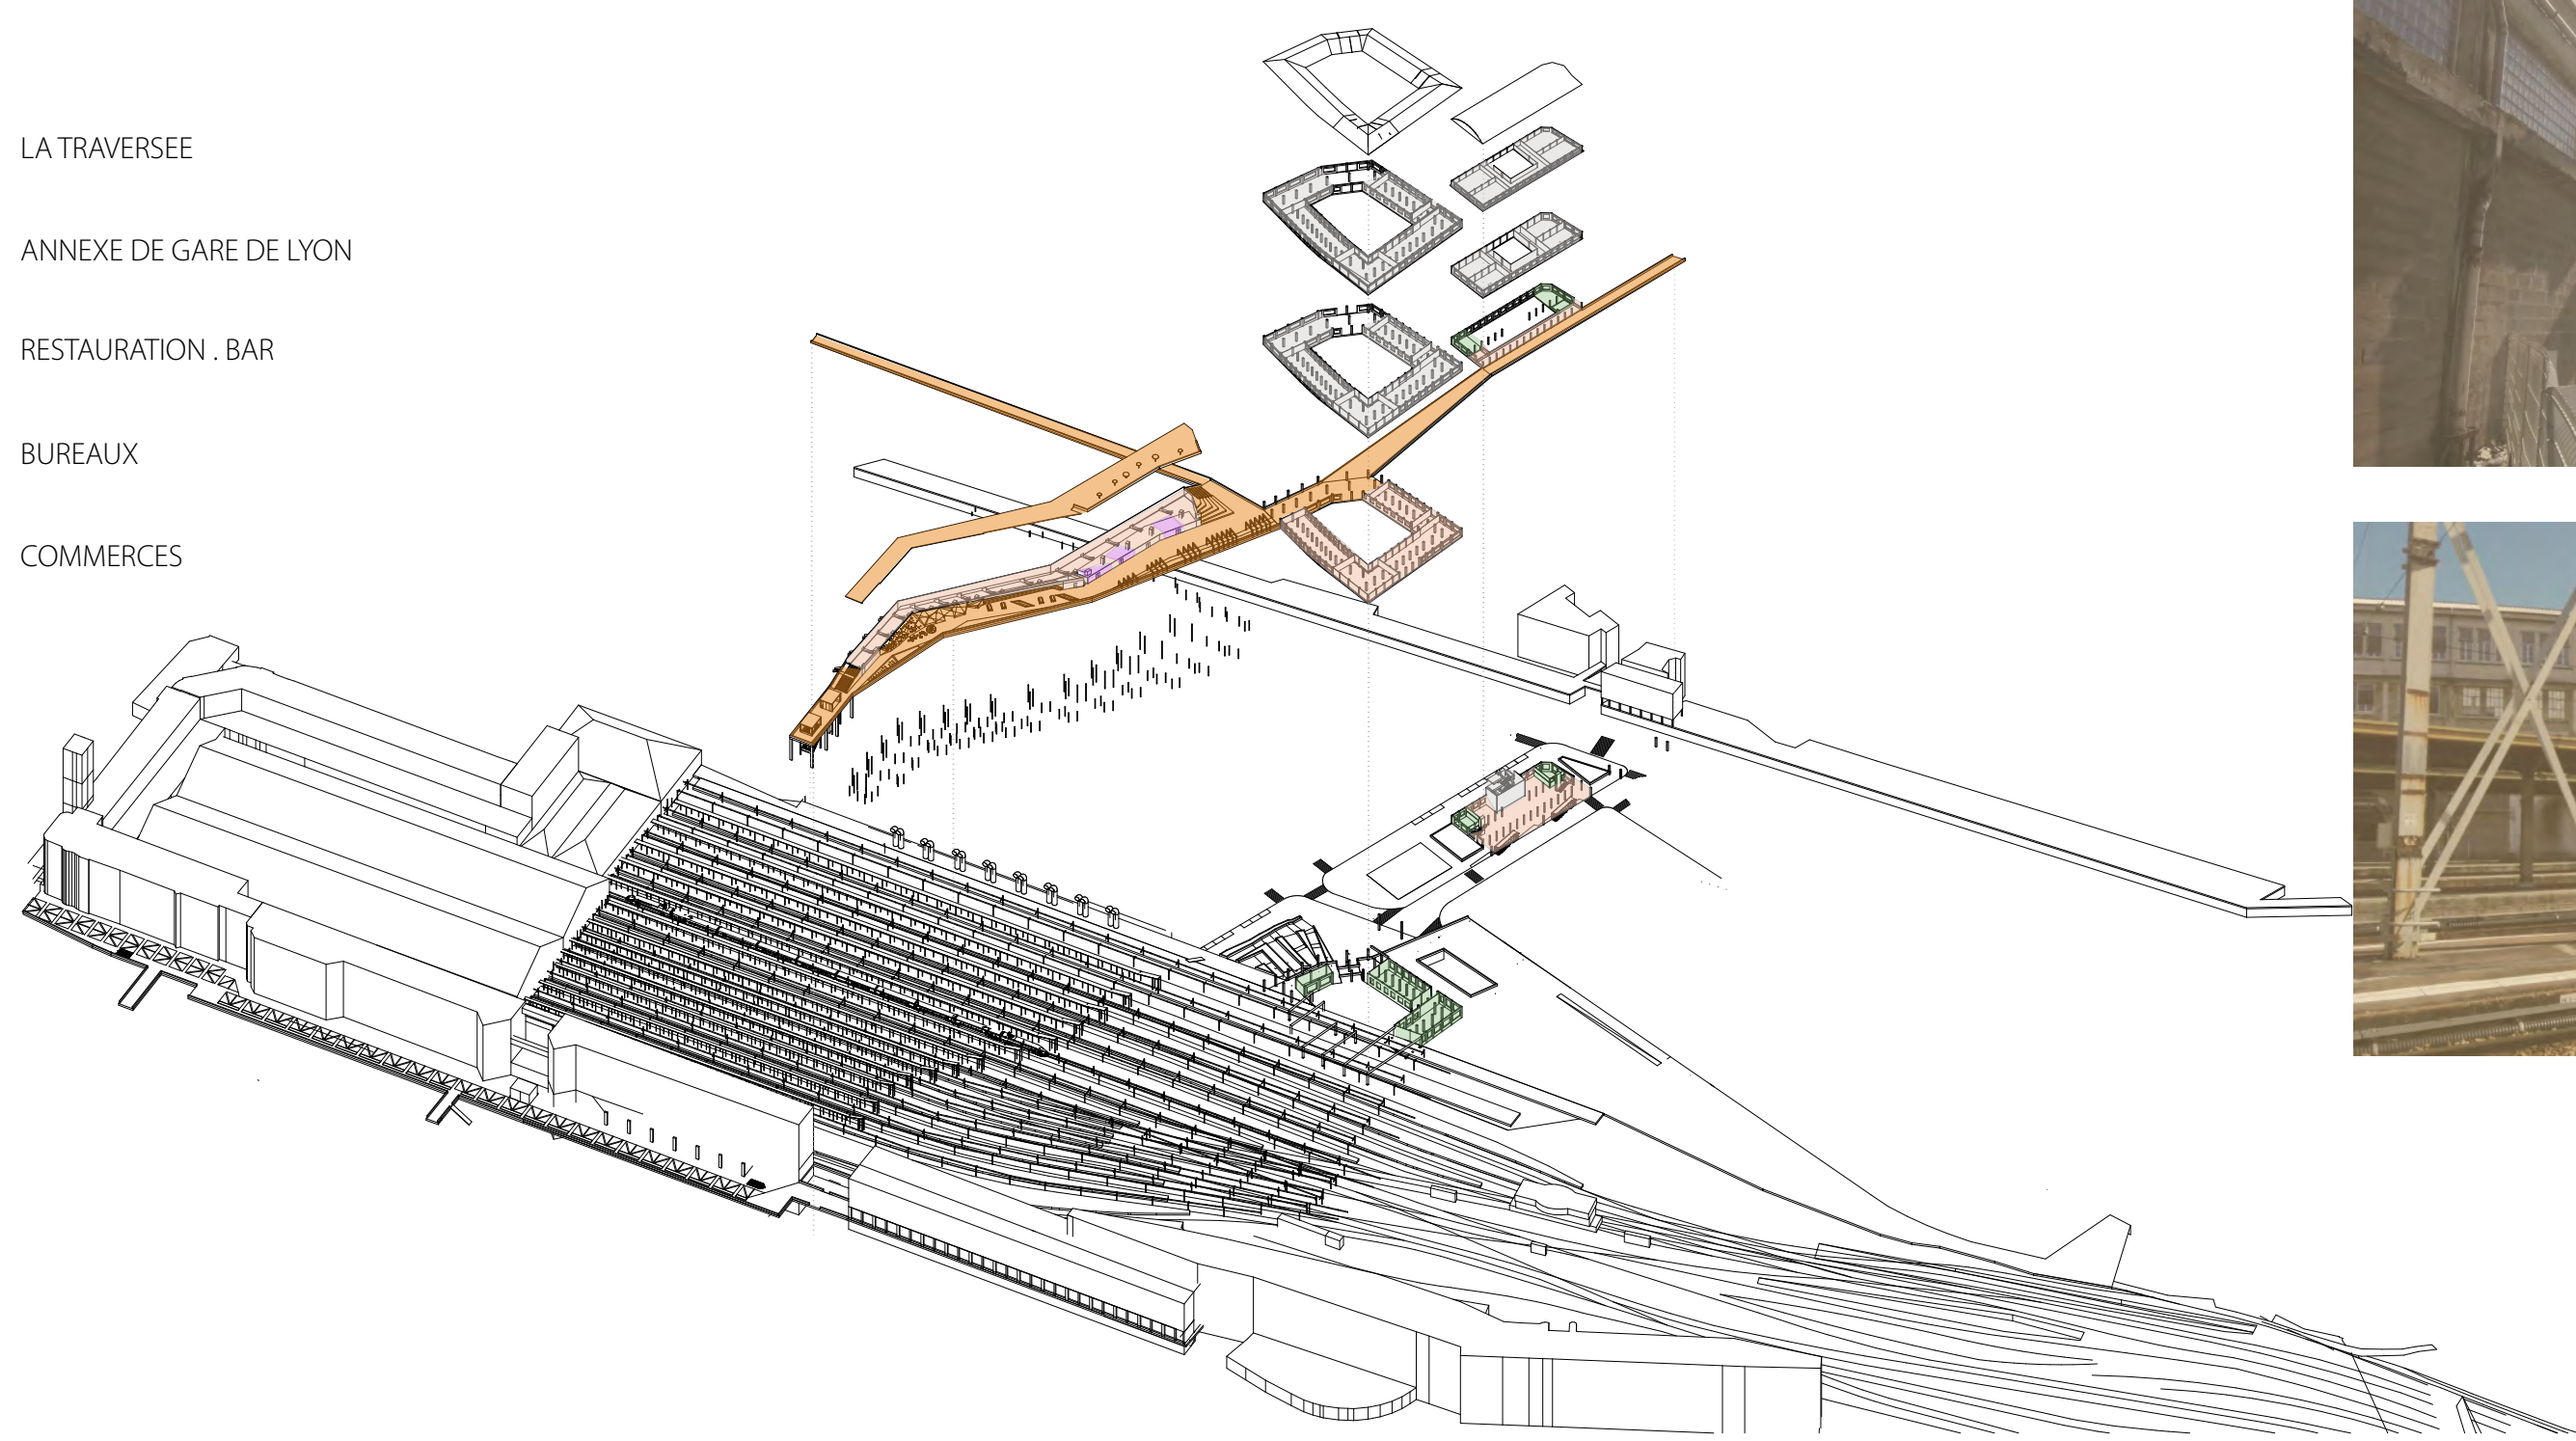 LA TRAVERSEE
ANNEXE DE GARE DE LYON
RESTAURATION . BAR
BUREAUX
COMMERCES